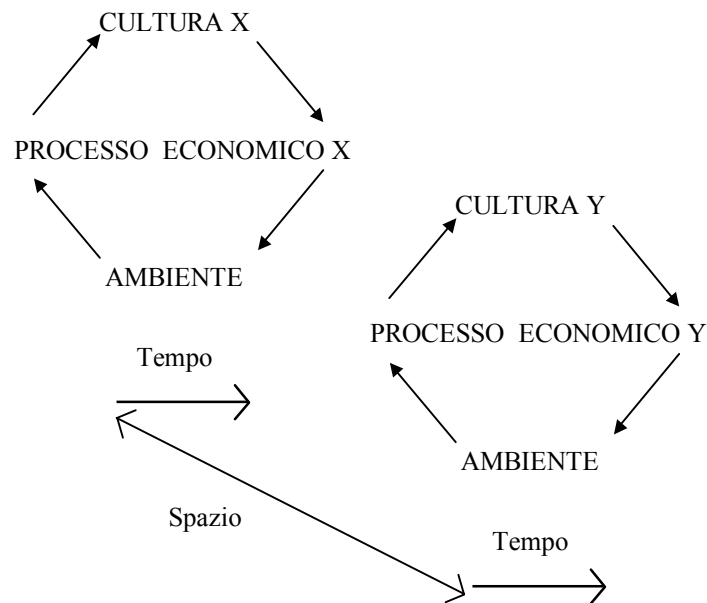 CULTURA X
PROCESSO ECONOMICO X
AMBIENTE
CULTURA Y
PROCESSO ECONOMICO Y
AMBIENTE
Tempo
Spazio
Tempo